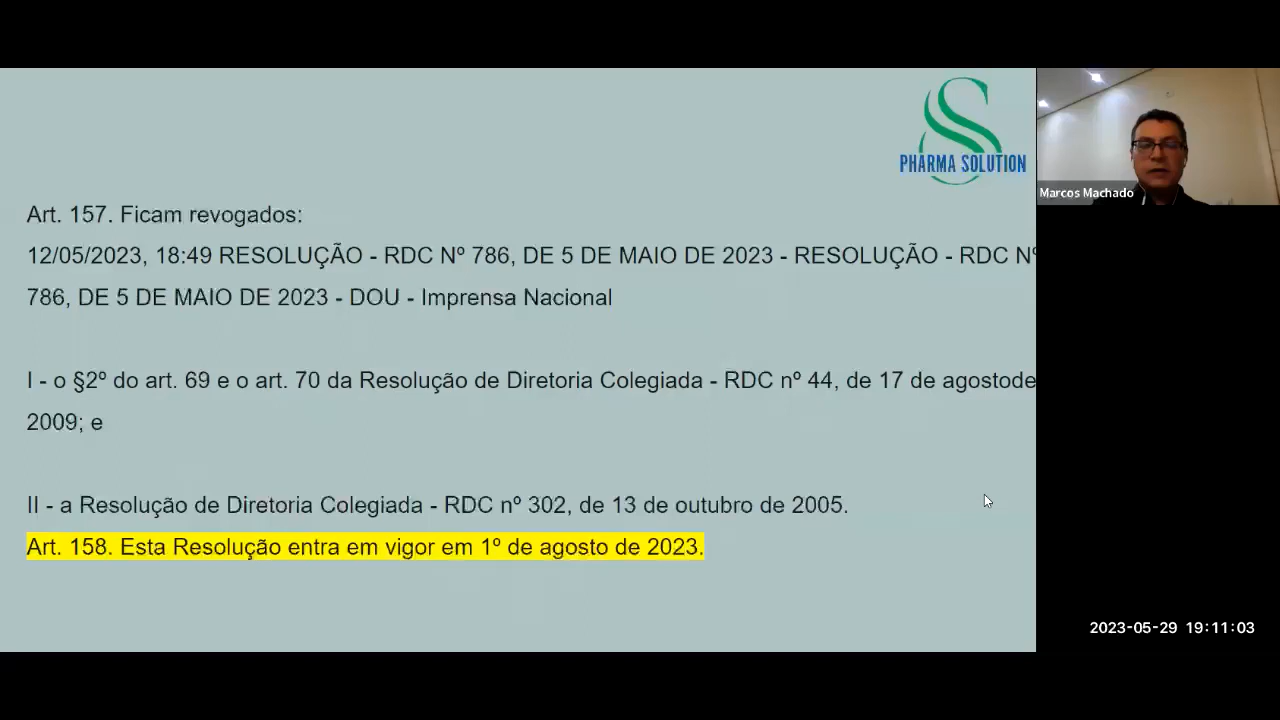 PHARMA SOLUTION
Marcos Machado
Art. 157. Ficam revogados:
12/05/2023, 18:49 RESOLUÇÃO - RDC Nº 786, DE 5 DE MAIO DE 2023 - RESOLUÇÃO - RDC Nº
786, DE 5 DE MAIO DE 2023 - DOU - Imprensa Nacional
I - o §2º do art. 69 e o art. 70 da Resolução de Diretoria Colegiada - RDC nº 44, de 17 de agostode
2009; e
II - a Resolução de Diretoria Colegiada - RDC nº 302, de 13 de outubro de 2005.
Art. 158. Esta Resolução entra em vigor em 1º de agosto de 2023.
2023-05-29 19:11:03